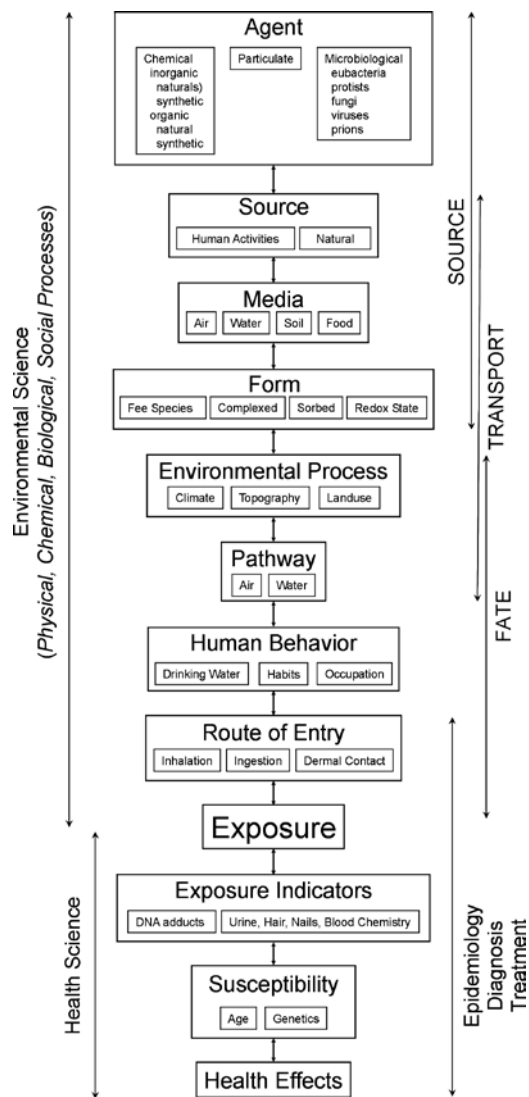 Agent
Chemical
inorganic
naturals)
synthetic
organic
natural
synthetic
Particulate
Microbiological
eubacteria
protists
fungi
viruses
prions
Source
Human Activities
Natural
Media
Air
Water
Soil
Food
Form
Fee Species
Complexed
Sorbed
Redox State
Environmental Process
Climate
Topography
Landuse
Pathway
Air
Water
Human Behavior
Drinking Water
Habits
Occupation
Route of Entry
Inhalation
Ingestion
Dermal Contact
Exposure
Exposure Indicators
DNA adducts
Urine, Hair, Nails, Blood Chemistry
Susceptibility
Age
Genetics
Health Effects
Environmental Science
(Physical, Chemical, Biological, Social Processes)
Health Science
SOURCE
TRANSPORT
FATE
Epidemiology
Diagnosis
Treatment